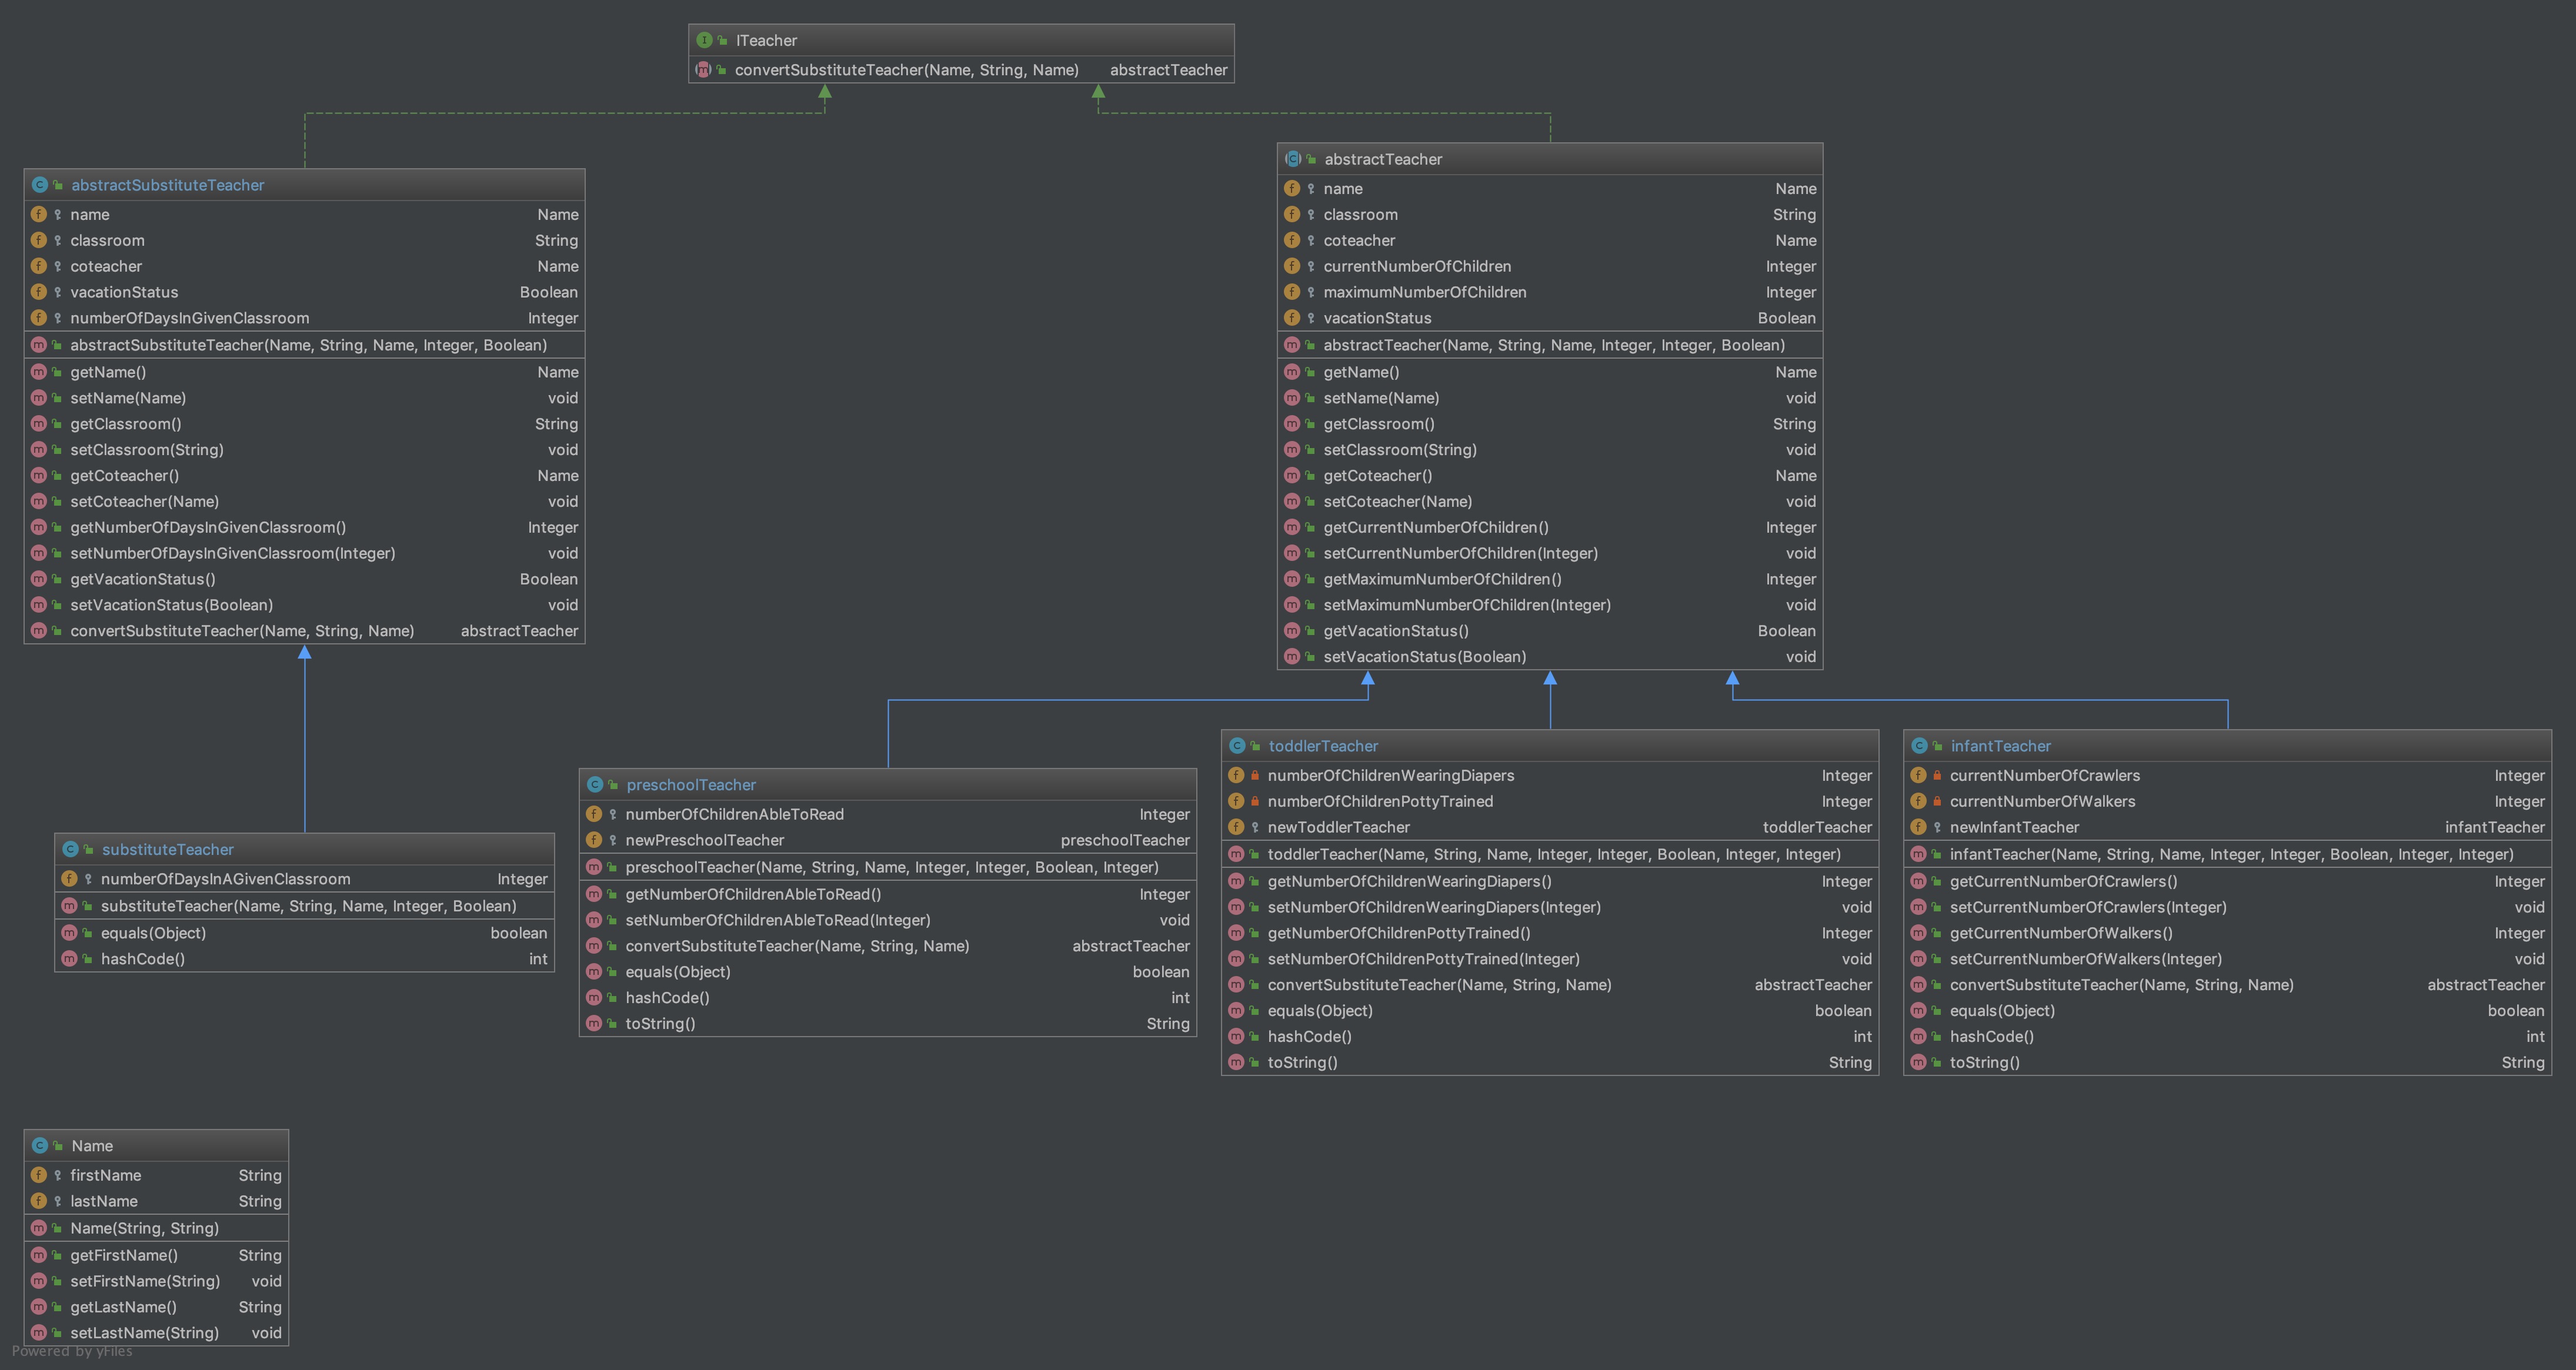 ITeacher
convertSubstituteTeacher(Name, String, Name) abstractTeacher
abstractSubstituteTeacher
name Name
classroom String
coteacher Name
vacationStatus Boolean
numberOfDaysInGivenClassroom Integer
abstractSubstituteTeacher(Name, String, Name, Integer, Boolean)
getName() Name
setName(Name) void
getClassroom() String
setClassroom(String) void
getCoteacher() Name
setCoteacher(Name) void
getNumberOfDaysInGivenClassroom() Integer
setNumberOfDaysInGivenClassroom(Integer) void
getVacationStatus() Boolean
setVacationStatus(Boolean) void
convertSubstituteTeacher(Name, String, Name) abstractTeacher
abstractTeacher
name Name
classroom String
coteacher Name
currentNumberOfChildren Integer
maximumNumberOfChildren Integer
vacationStatus Boolean
abstractTeacher(Name, String, Name, Integer, Integer, Boolean)
getName() Name
setName(Name) void
getClassroom() String
setClassroom(String) void
getCoteacher() Name
setCoteacher(Name) void
getCurrentNumberOfChildren() Integer
setCurrentNumberOfChildren(Integer) void
getMaximumNumberOfChildren() Integer
setMaximumNumberOfChildren(Integer) void
getVacationStatus() Boolean
setVacationStatus(Boolean) void
substituteTeacher
numberOfDaysInAGivenClassroom Integer
substituteTeacher(Name, String, Name, Integer, Boolean)
equals(Object) boolean
hashCode() int
preschoolTeacher
numberOfChildrenAbleToRead Integer
newPreschoolTeacher preschoolTeacher
preschoolTeacher(Name, String, Name, Integer, Integer, Boolean, Integer)
getNumberOfChildrenAbleToRead() Integer
setNumberOfChildrenAbleToRead(Integer) void
convertSubstituteTeacher(Name, String, Name) abstractTeacher
equals(Object) boolean
hashCode() int
toString() String
toddlerTeacher
numberOfChildrenWearingDiapers Integer
numberOfChildrenPottyTrained Integer
newToddlerTeacher toddlerTeacher
toddlerTeacher(Name, String, Name, Integer, Integer, Boolean, Integer, Integer)
getNumberOfChildrenWearingDiapers() Integer
setNumberOfChildrenWearingDiapers(Integer) void
getNumberOfChildrenPottyTrained() Integer
setNumberOfChildrenPottyTrained(Integer) void
convertSubstituteTeacher(Name, String, Name) abstractTeacher
equals(Object) boolean
hashCode() int
toString() String
infantTeacher
currentNumberOfCrawlers Integer
currentNumberOfWalkers Integer
newInfantTeacher infantTeacher
infantTeacher(Name, String, Name, Integer, Integer, Boolean, Integer, Integer)
getCurrentNumberOfCrawlers() Integer
setCurrentNumberOfCrawlers(Integer) void
getCurrentNumberOfWalkers() Integer
setCurrentNumberOfWalkers(Integer) void
convertSubstituteTeacher(Name, String, Name) abstractTeacher
equals(Object) boolean
hashCode() int
toString() String
Name
firstName String
lastName String
Name(String, String)
getFirstName() String
setFirstName(String) void
getLastName() String
setLastName(String) void
Powered by yFiles